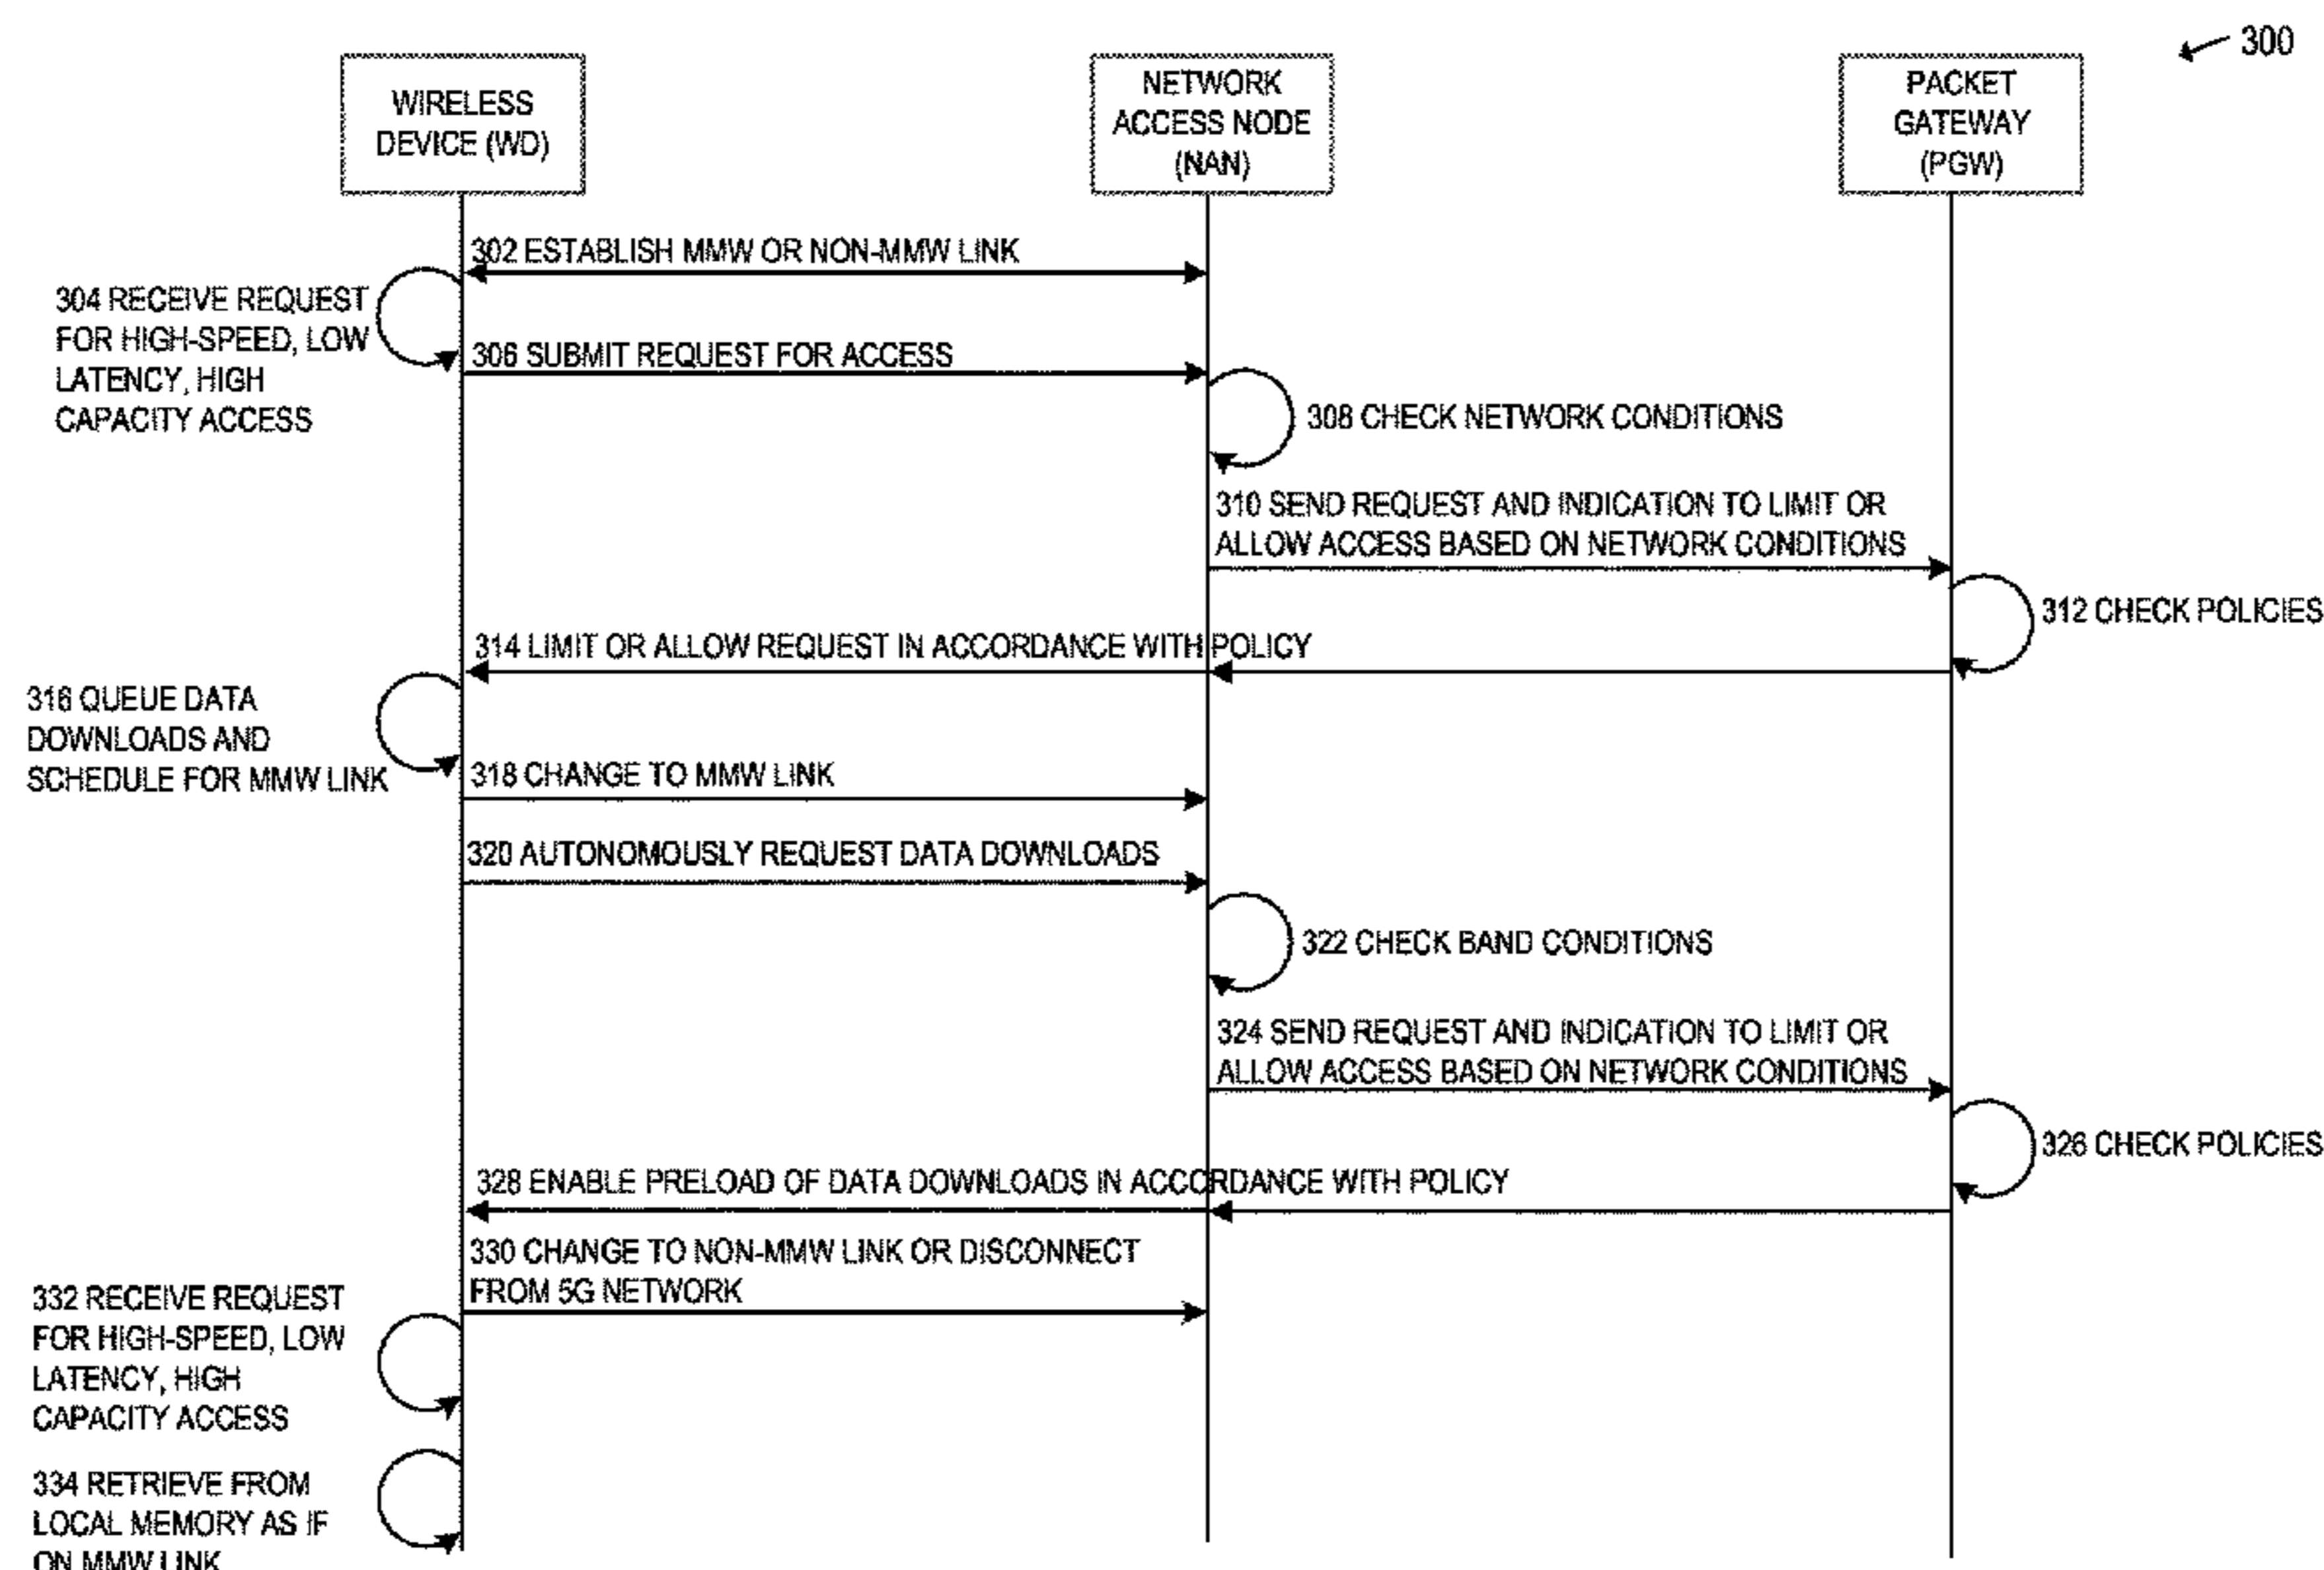 300
WIRELESS
DEVICE (WD)
NETWORK
ACCESS NODE
(NAN)
PACKET
GATEWAY
(PGW)
302 ESTABLISH MMW OR NON-MMW LINK
304 RECEIVE REQUEST
FOR HIGH-SPEED, LOW
LATENCY, HIGH
CAPACITY ACCESS
306 SUBMIT REQUEST FOR ACCESS
308 CHECK NETWORK CONDITIONS
310 SEND REQUEST AND INDICATION TO LIMIT OR
ALLOW ACCESS BASED ON NETWORK CONDITIONS
312 CHECK POLICIES
314 LIMIT OR ALLOW REQUEST IN ACCORDANCE WITH POLICY
316 QUEUE DATA
DOWNLOADS AND
SCHEDULE FOR MMW LINK
318 CHANGE TO MMW LINK
320 AUTONOMOUSLY REQUEST DATA DOWNLOADS
322 CHECK BAND CONDITIONS
324 SEND REQUEST AND INDICATION TO LIMIT OR
ALLOW ACCESS BASED ON NETWORK CONDITIONS
326 CHECK POLICIES
328 ENABLE PRELOAD OF DATA DOWNLOADS IN ACCORDANCE WITH POLICY
330 CHANGE TO NON-MMW LINK OR DISCONNECT
FROM 5G NETWORK
332 RECEIVE REQUEST
FOR HIGH-SPEED, LOW
LATENCY, HIGH
CAPACITY ACCESS
334 RETRIEVE FROM
LOCAL MEMORY AS IF
ON MMW LINK